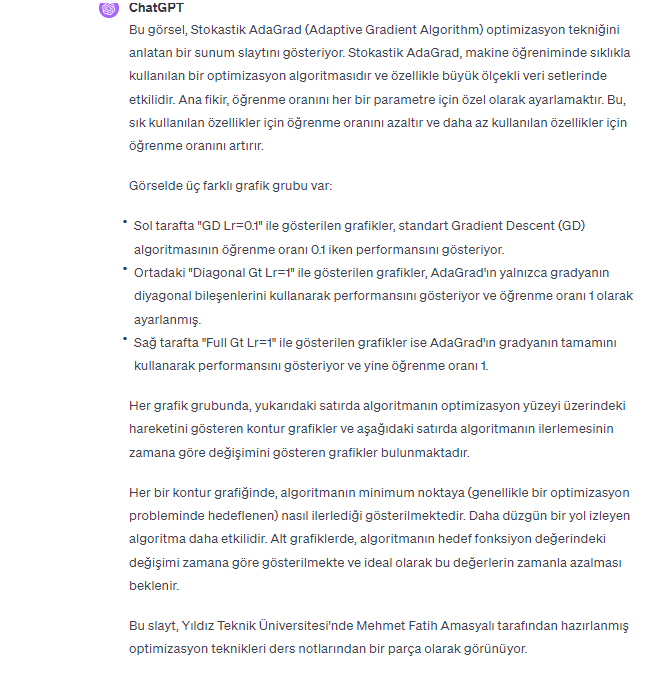 ChatGPT
Bu görsel, Stokastik AdaGrad (Adaptive Gradient Algorithm) optimizasyon tekniğini
anlatan bir sunum slaytını gösteriyor. Stokastik AdaGrad, makine öğreniminde sıklıkla
kullanılan bir optimizasyon algoritmasıdır ve özellikle büyük ölçekli veri setlerinde
etkilidir. Ana fikir, öğrenme oranını her bir parametre için özel olarak ayarlamaktır. Bu,
sık kullanılan özellikler için öğrenme oranını azaltır ve daha az kullanılan özellikler için
öğrenme oranını artırır.
Görselde üç farklı grafik grubu var:
• Sol tarafta "GD Lr=0.1" ile gösterilen grafikler, standart Gradient Descent (GD)
algoritmasının öğrenme oranı 0.1 iken performansını gösteriyor.
• Ortadaki "Diagonal Gt Lr=1" ile gösterilen grafikler, AdaGrad'ın yalnızca gradyanın
diyagonal bileşenlerini kullanarak performansını gösteriyor ve öğrenme oranı 1 olarak
ayarlanmış.
• Sağ tarafta "Full Gt Lr=1" ile gösterilen grafikler ise AdaGrad'ın gradyanın tamamını
kullanarak performansını gösteriyor ve yine öğrenme oranı 1.
Her grafik grubunda, yukarıdaki satırda algoritmanın optimizasyon yüzeyi üzerindeki
hareketini gösteren kontur grafikler ve aşağıdaki satırda algoritmanın ilerlemesinin
zamana göre değişimini gösteren grafikler bulunmaktadır.
Her bir kontur grafiğinde, algoritmanın minimum noktaya (genellikle bir optimizasyon
probleminde hedeflenen) nasıl ilerlediği gösterilmektedir. Daha düzgün bir yol izleyen
algoritma daha etkilidir. Alt grafiklerde, algoritmanın hedef fonksiyon değerindeki
değişimi zamana göre gösterilmekte ve ideal olarak bu değerlerin zamanla azalması
beklenir.
Bu slayt, Yıldız Teknik Üniversitesi'nde Mehmet Fatih Amasyalı tarafından hazırlanmış
optimizasyon teknikleri ders notlarından bir parça olarak görünüyor.